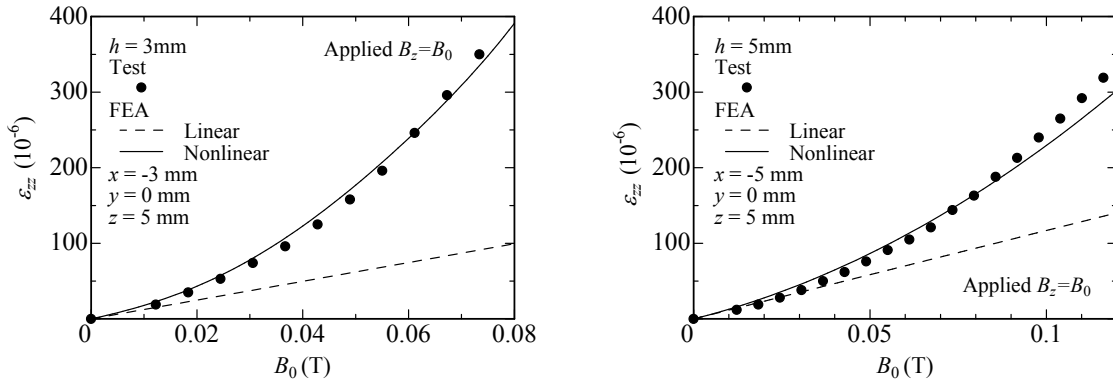 400
300
200
100
0
ε_zz (10^-6)
h = 3mm
Test
FEA
Linear
Nonlinear
x = -3 mm
y = 0 mm
z = 5 mm
Applied B_z=B_0
0 0.02 0.04 0.06 0.08
B_0 (T)
400
300
200
100
0
ε_zz (10^-6)
h = 5mm
Test
FEA
Linear
Nonlinear
x = -5 mm
y = 0 mm
z = 5 mm
Applied B_z=B_0
0 0.05 0.1
B_0 (T)